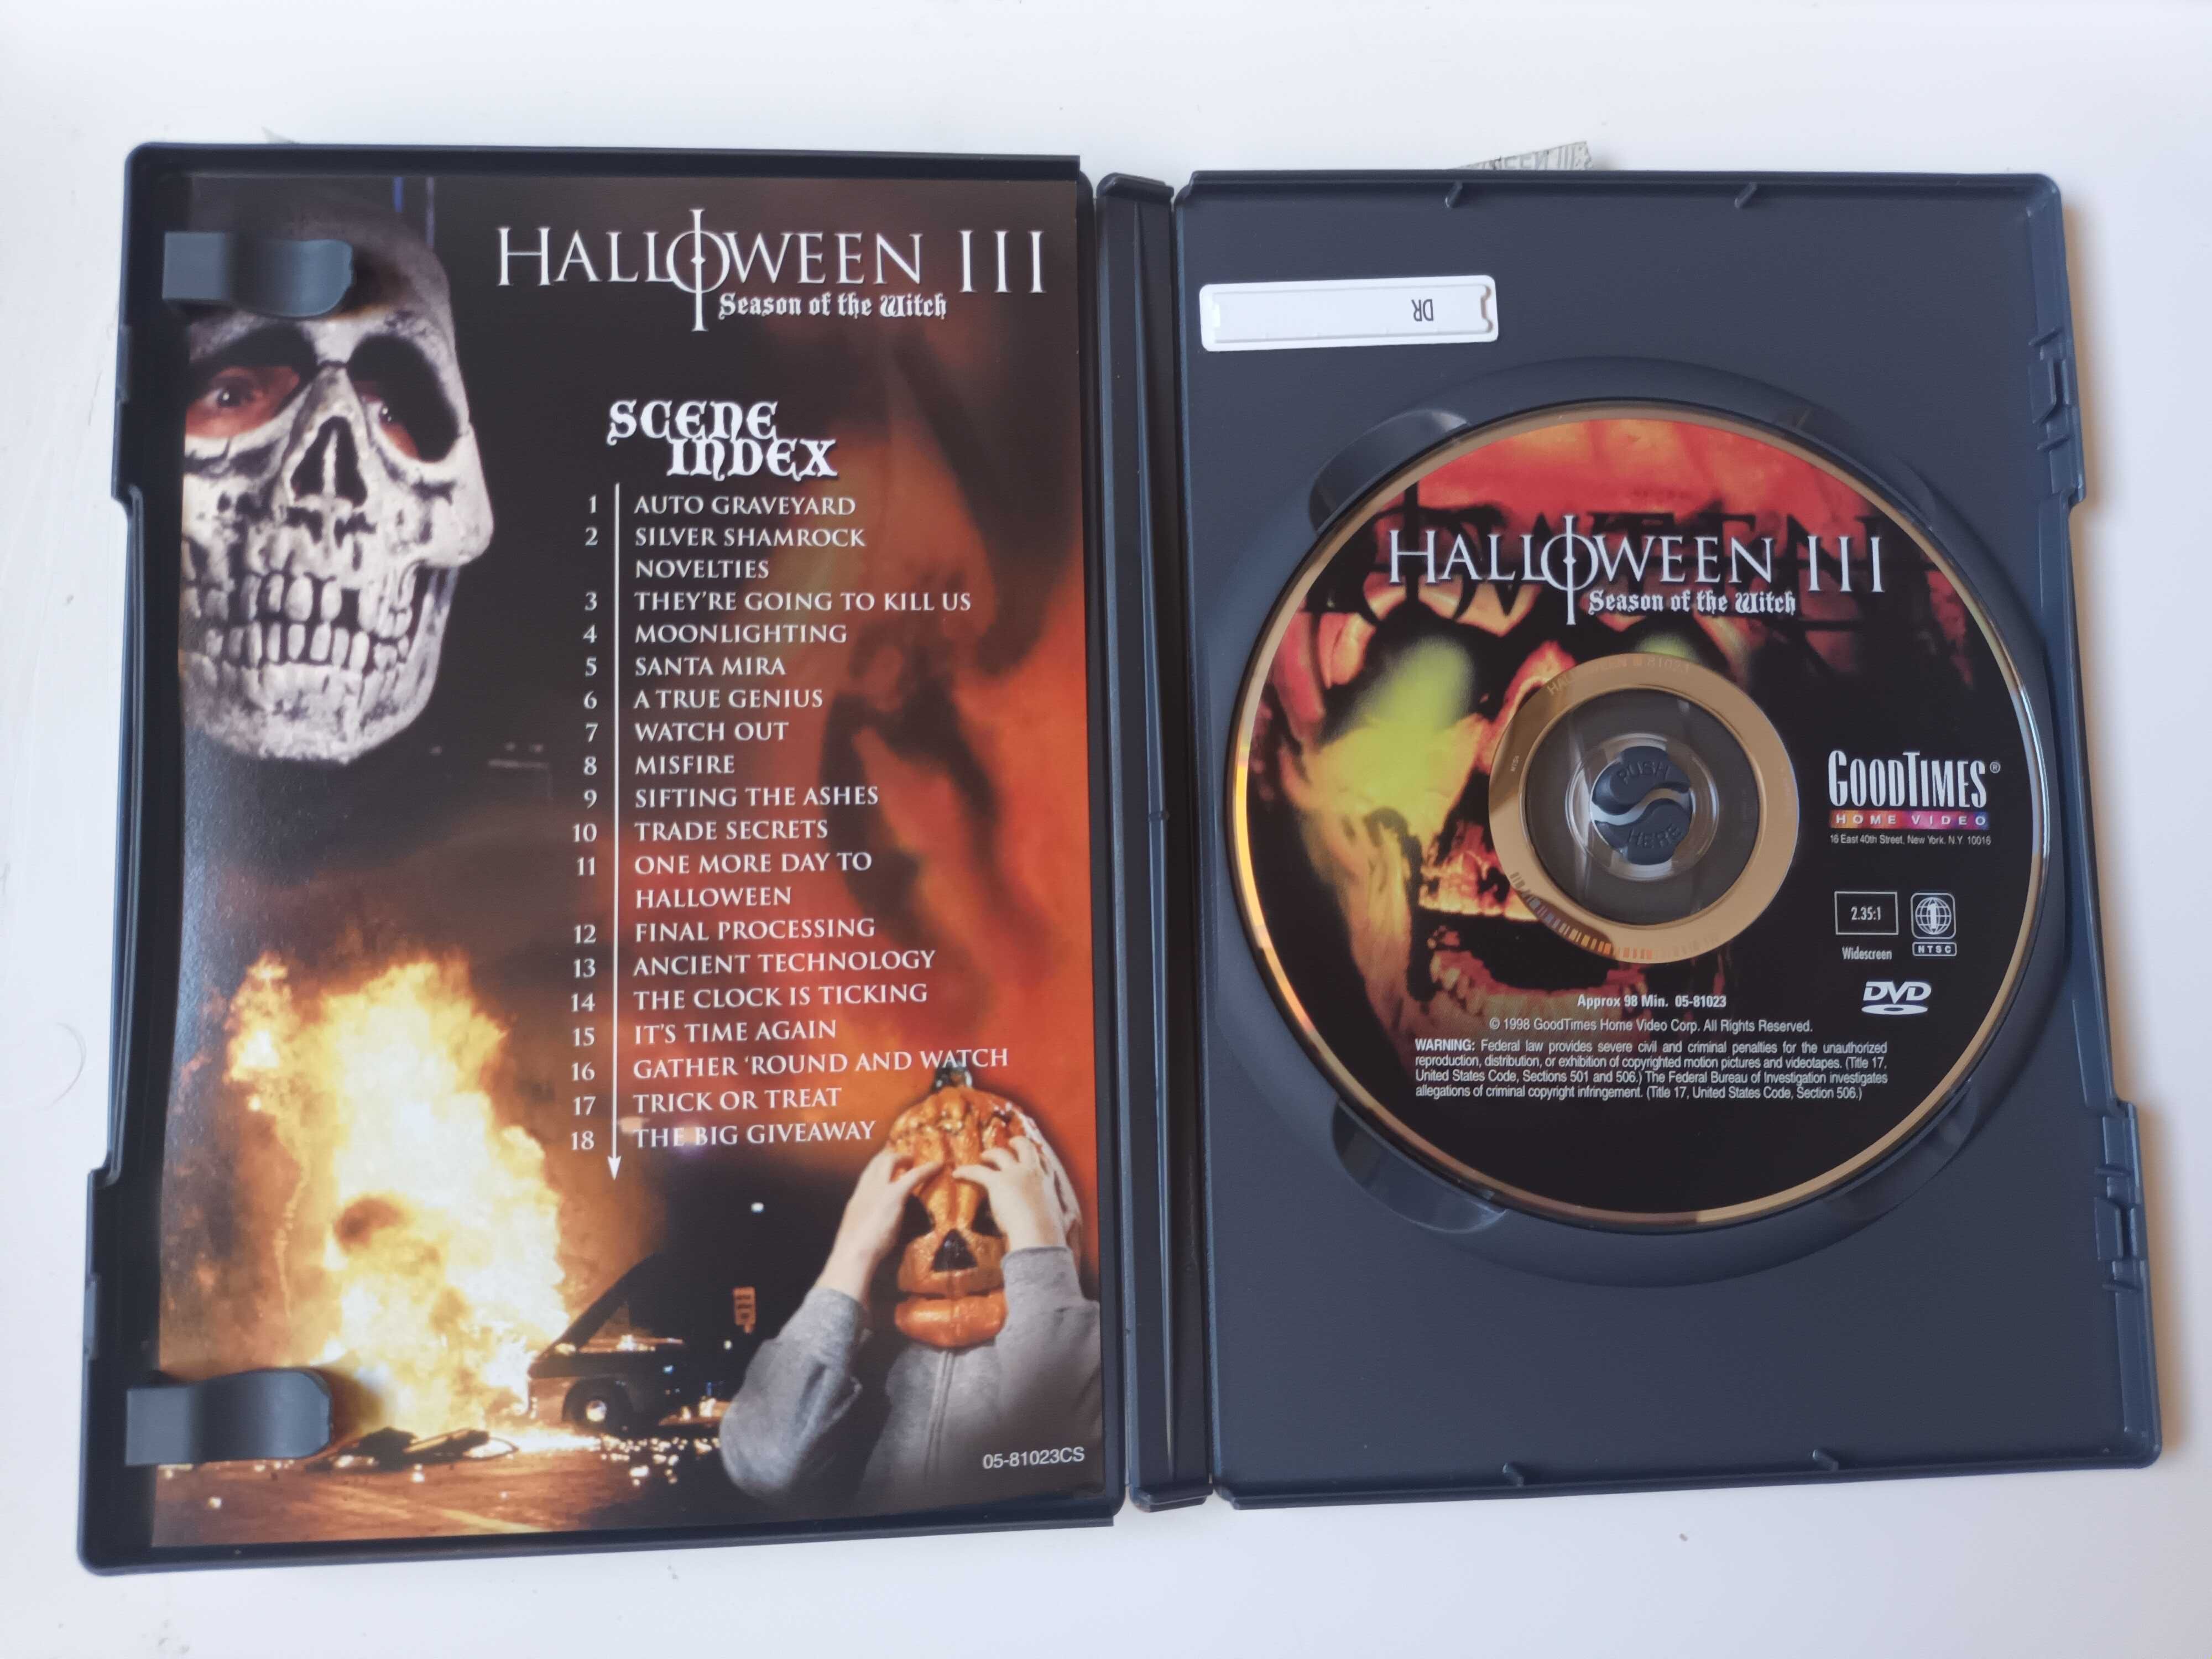 HALLOWEEN III
Season of the Witch
SCENE
INDEX
1 AUTO GRAVEYARD
2 SILVER SHAMROCK
NOVELTIES
3 THEY'RE GOING TO KILL US
4 MOONLIGHTING
5 SANTA MIRA
6 A TRUE GENIUS
7 WATCH OUT
8 MISFIRE
9 SIFTING THE ASHES
10 TRADE SECRETS
11 ONE MORE DAY TO
HALLOWEEN
12 FINAL PROCESSING
13 ANCIENT TECHNOLOGY
14 THE CLOCK IS TICKING
15 IT'S TIME AGAIN
16 GATHER 'ROUND AND WATCH
17 TRICK OR TREAT
18 THE BIG GIVEAWAY
05-81023CS
DR
HALLOWEEN III
Season of the Witch
PUSH
HERE
GOODTIMES®
HOME VIDEO
16 East 40th Street, New York, N.Y. 10016
2.35:1
Widescreen
NTSC
DVD
Approx 98 Min. 05-81023
© 1998 GoodTimes Home Video Corp. All Rights Reserved.
WARNING: Federal law provides severe civil and criminal penalties for the unauthorized
reproduction, distribution, or exhibition of copyrighted motion pictures and videotapes. (Title 17,
United States Code, Sections 501 and 506.) The Federal Bureau of Investigation investigates
allegations of criminal copyright infringement. (Title 17, United States Code, Section 506.)